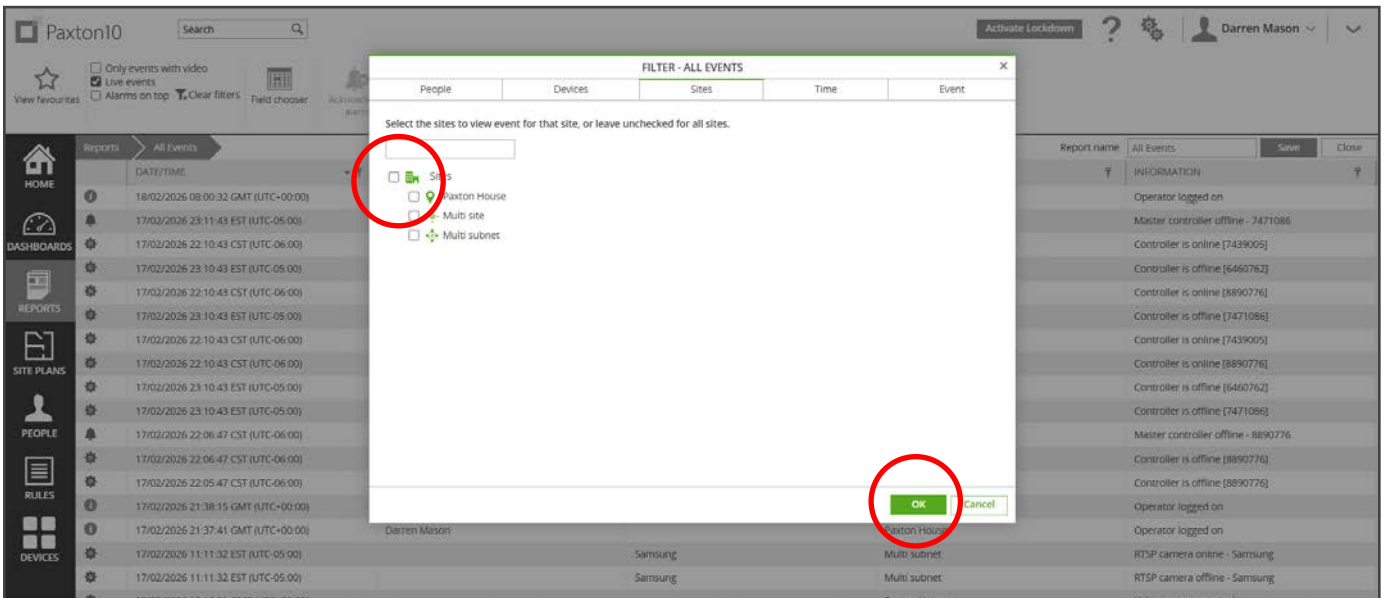 Paxton10
Search
Activate Lockdown
?
Darren Mason
View favourites
Only events with video
Live events
Alarms on top
Clear filters
Field chooser
FILTER - ALL EVENTS
People Devices Sites Time Event
Select the sites to view event for that site, or leave unchecked for all sites.
Sites
Paxton House
Multi site
Multi subnet
OK Cancel
HOME
DASHBOARDS
REPORTS
SITE PLANS
PEOPLE
RULES
DEVICES
Reports All Events Report name All Events Save Close
DATE/TIME INFORMATION
18/02/2026 08:00:32 GMT (UTC+00:00) Operator logged on
17/02/2026 23:11:43 EST (UTC-05:00) Master controller offline - 7471086
17/02/2026 22:10:43 CST (UTC-06:00) Controller is online [7439005]
17/02/2026 23:10:43 EST (UTC-05:00) Controller is offline [6460762]
17/02/2026 22:10:43 CST (UTC-06:00) Controller is online [8890776]
17/02/2026 23:10:43 EST (UTC-05:00) Controller is offline [7471086]
17/02/2026 22:10:43 CST (UTC-06:00) Controller is online [7439005]
17/02/2026 22:10:43 CST (UTC-06:00) Controller is online [8890776]
17/02/2026 23:10:43 EST (UTC-05:00) Controller is offline [6460762]
17/02/2026 23:10:43 EST (UTC-05:00) Controller is offline [7471086]
17/02/2026 22:06:47 CST (UTC-06:00) Master controller offline - 8890776
17/02/2026 22:06:47 CST (UTC-06:00) Controller is offline [8890776]
17/02/2026 22:05:47 CST (UTC-06:00) Controller is offline [8890776]
17/02/2026 21:38:15 GMT (UTC+00:00) Operator logged on
17/02/2026 21:37:41 GMT (UTC+00:00) Darren Mason Paxton House Operator logged on
17/02/2026 11:11:32 EST (UTC-05:00) Samsung Multi subnet RTSP camera online - Samsung
17/02/2026 11:11:32 EST (UTC-05:00) Samsung Multi subnet RTSP camera offline - Samsung